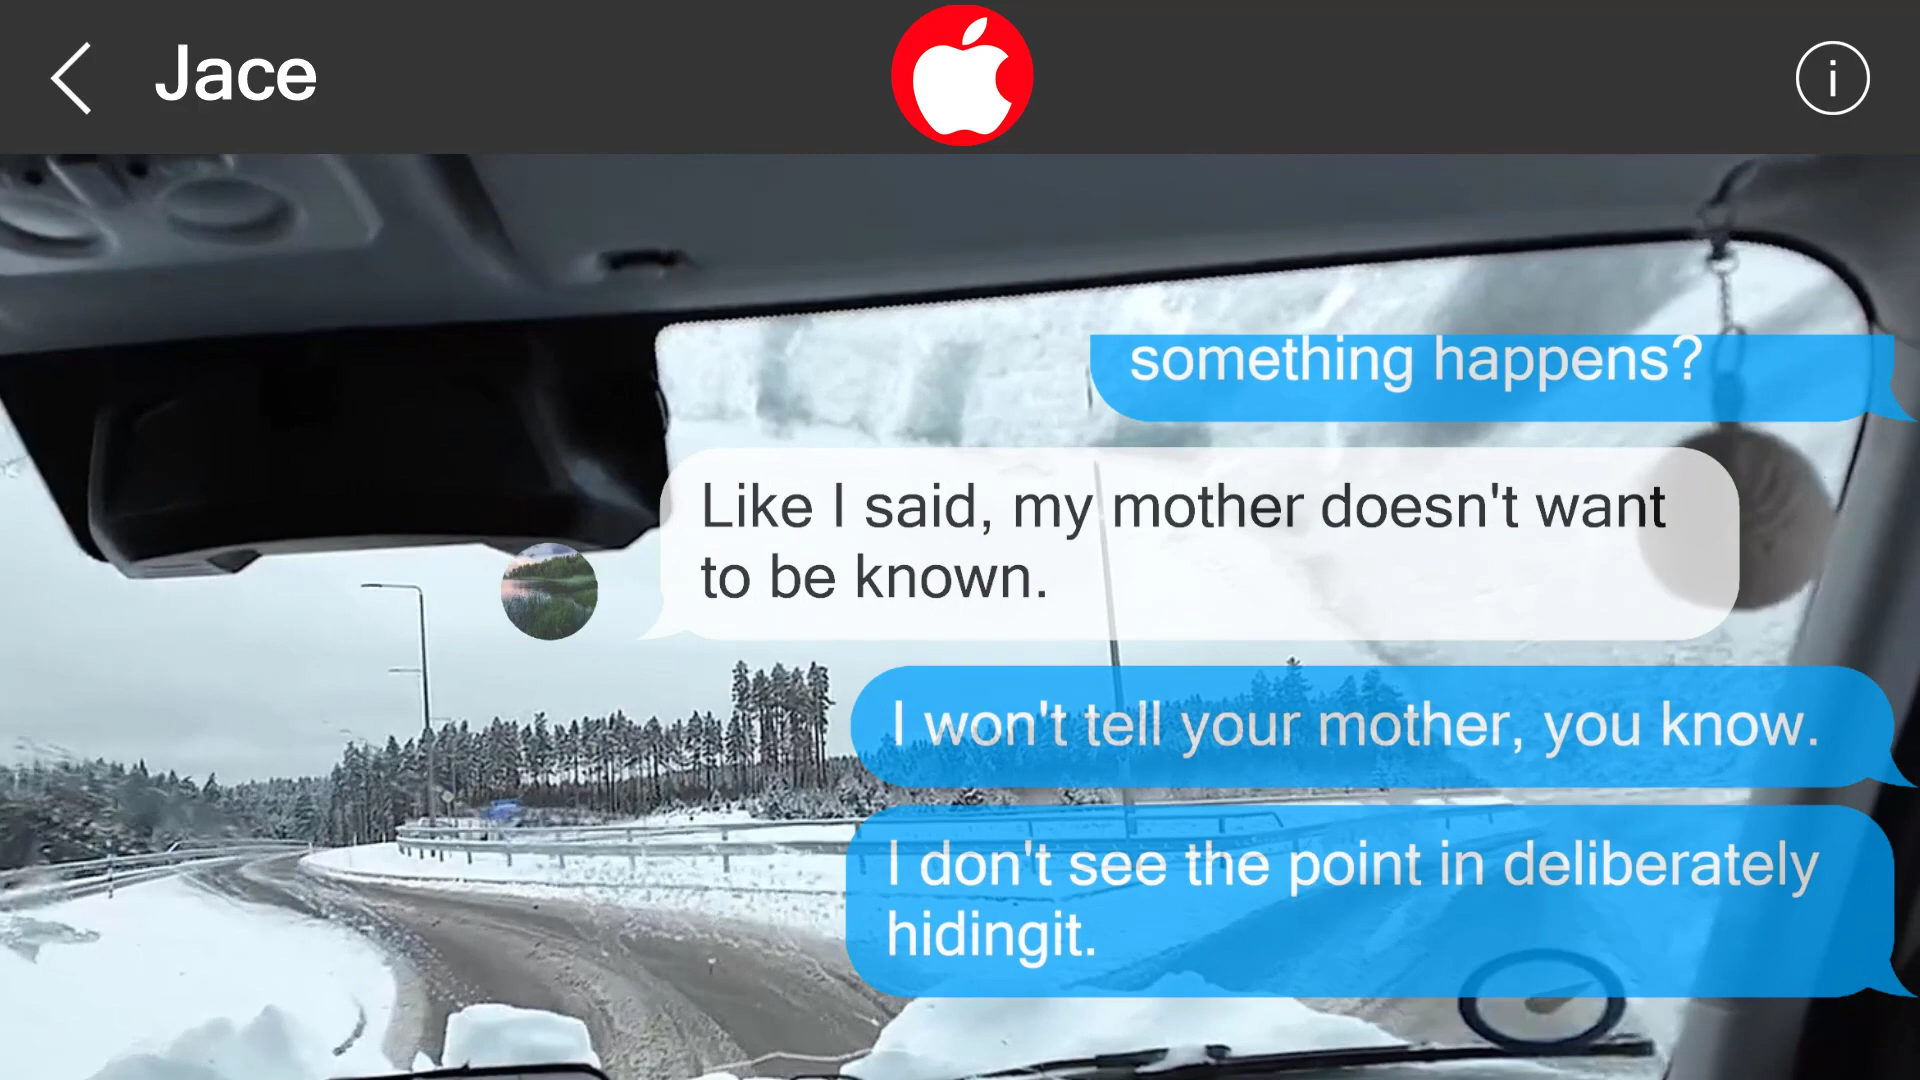 Jace
something happens?
Like I said, my mother doesn't want
to be known.
I won't tell your mother, you know.
I don't see the point in deliberately
hidingit.